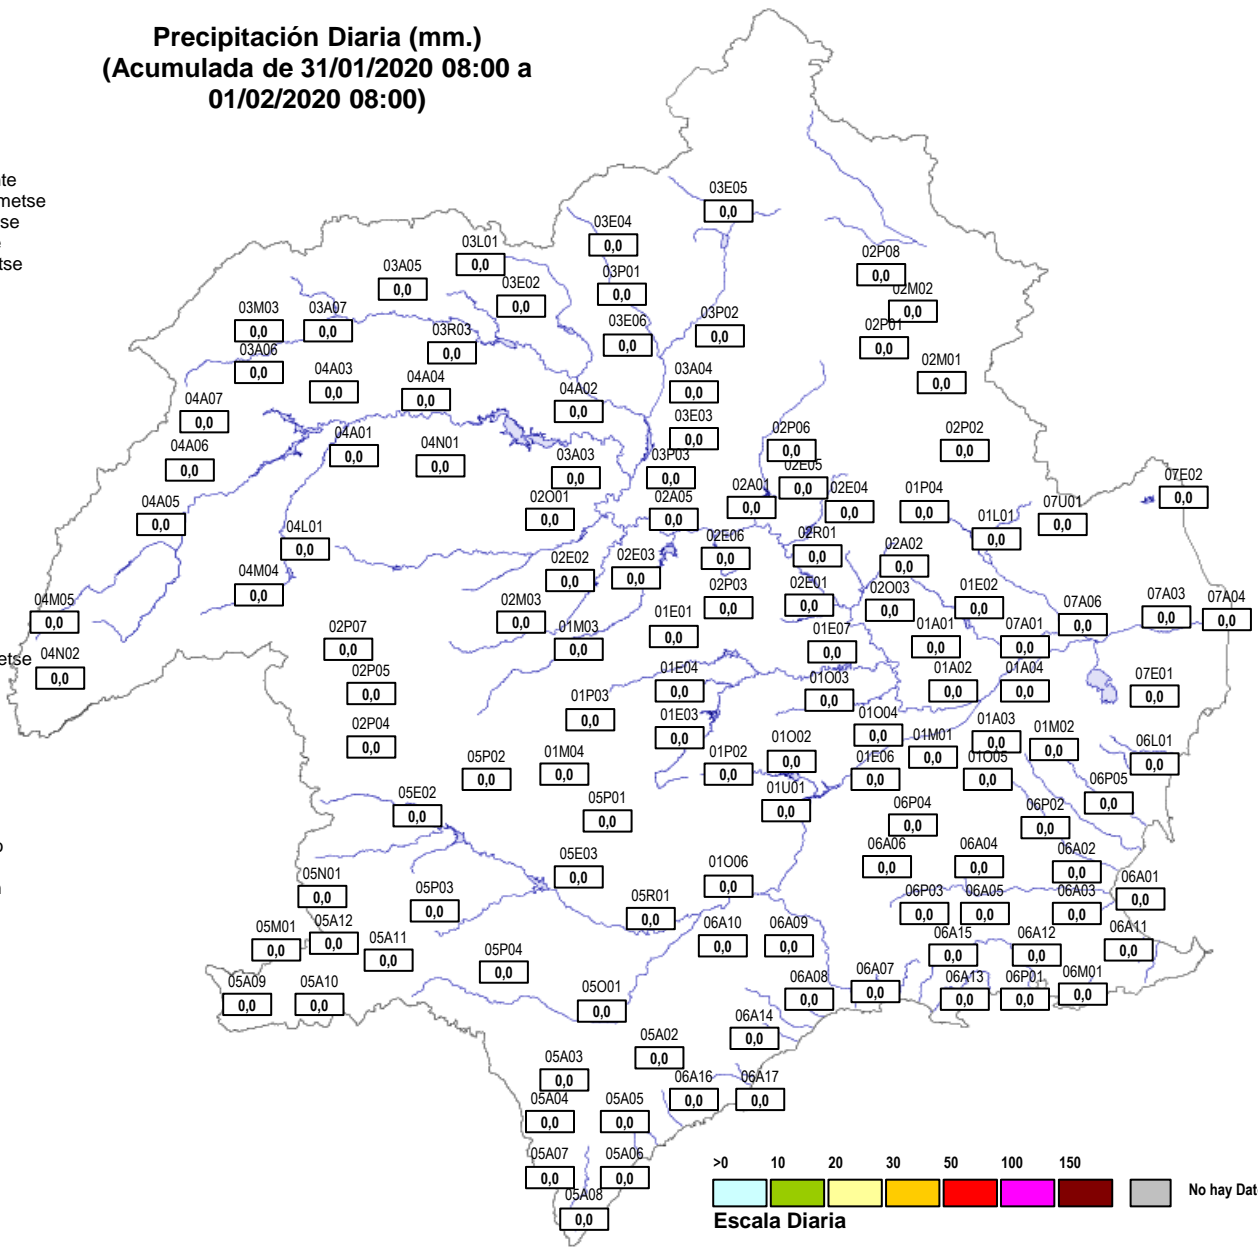 Precipitación Diaria (mm.)
(Acumulada de 31/01/2020 08:00 a
01/02/2020 08:00)
03E05
0,0
03E04
0,0
03L01
0,0
02P08
0,0
03A05
0,0
03P01
0,0
03E02
0,0
02M02
0,0
03M03
0,0
03A07
0,0
03P02
0,0
03E06
0,0
03R03
0,0
02P01
0,0
03A06
0,0
02M01
0,0
04A03
0,0
04A04
0,0
03A04
0,0
04A02
0,0
04A07
0,0
03E03
0,0
04A01
0,0
02P06
0,0
02P02
0,0
04A06
0,0
04N01
0,0
03A03
0,0
03P03
0,0
02E05
0,0
07E02
0,0
02A01
0,0
02E04
0,0
01P04
0,0
04A05
0,0
02O01
0,0
02A05
0,0
07U01
0,0
01L01
0,0
04L01
0,0
02E06
0,0
02R01
0,0
02A02
0,0
02E02
0,0
02E03
0,0
04M04
0,0
02P03
0,0
02E01
0,0
02O03
0,0
01E02
0,0
04M05
0,0
02M03
0,0
07A06
0,0
07A03
0,0
07A04
0,0
01E01
0,0
02P07
0,0
01M03
0,0
01E07
0,0
01A01
0,0
07A01
0,0
04N02
0,0
02P05
0,0
01E04
0,0
01O03
0,0
01A02
0,0
01A04
0,0
07E01
0,0
01P03
0,0
02P04
0,0
01E03
0,0
01O04
0,0
01A03
0,0
01M02
0,0
01M01
0,0
05P02
0,0
01M04
0,0
01P02
0,0
01O02
0,0
01E06
0,0
01O05
0,0
06L01
0,0
05E02
0,0
05P01
0,0
01U01
0,0
06P05
0,0
06P04
0,0
06P02
0,0
05E03
0,0
01O06
0,0
06A06
0,0
06A04
0,0
06A02
0,0
05N01
0,0
05P03
0,0
05R01
0,0
06P03
0,0
06A05
0,0
06A03
0,0
06A01
0,0
05M01
0,0
05A12
0,0
05A11
0,0
06A10
0,0
06A09
0,0
06A15
0,0
06A12
0,0
06A11
0,0
05P04
0,0
05A09
0,0
05A10
0,0
05O01
0,0
06A08
0,0
06A07
0,0
06A13
0,0
06P01
0,0
06M01
0,0
06A14
0,0
05A02
0,0
05A03
0,0
06A16
0,0
06A17
0,0
05A04
0,0
05A05
0,0
05A07
0,0
05A06
0,0
05A08
0,0
>0 10 20 30 50 100 150
No hay Dat
Escala Diaria